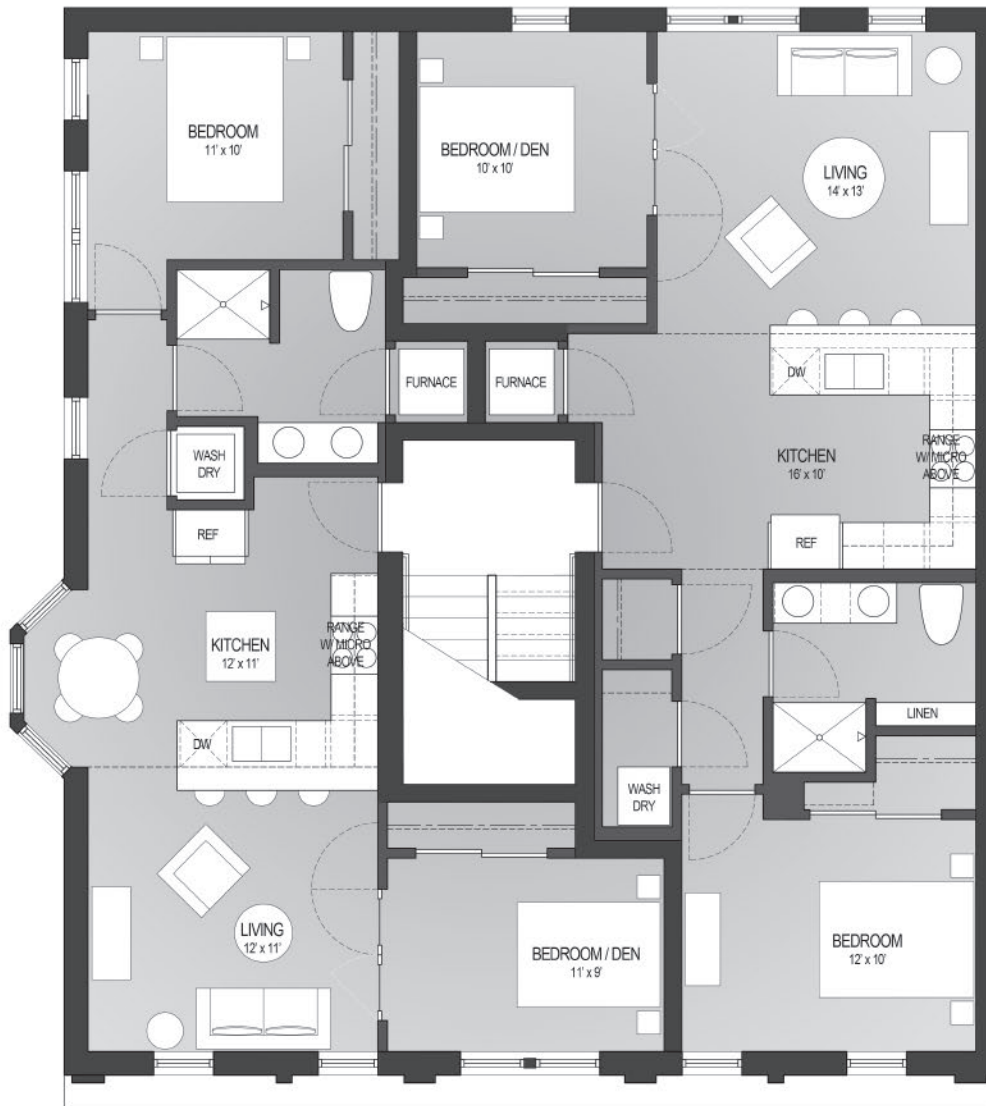 BEDROOM
11' x 10'
BEDROOM / DEN
10' x 10'
LIVING
14' x 13'
FURNACE
FURNACE
DW
WASH
DRY
KITCHEN
16' x 10'
RANGE
W/ MICRO
ABOVE
REF
REF
KITCHEN
12' x 11'
RANGE
W/ MICRO
ABOVE
DW
LINEN
WASH
DRY
LIVING
12' x 11'
BEDROOM / DEN
11' x 9'
BEDROOM
12' x 10'